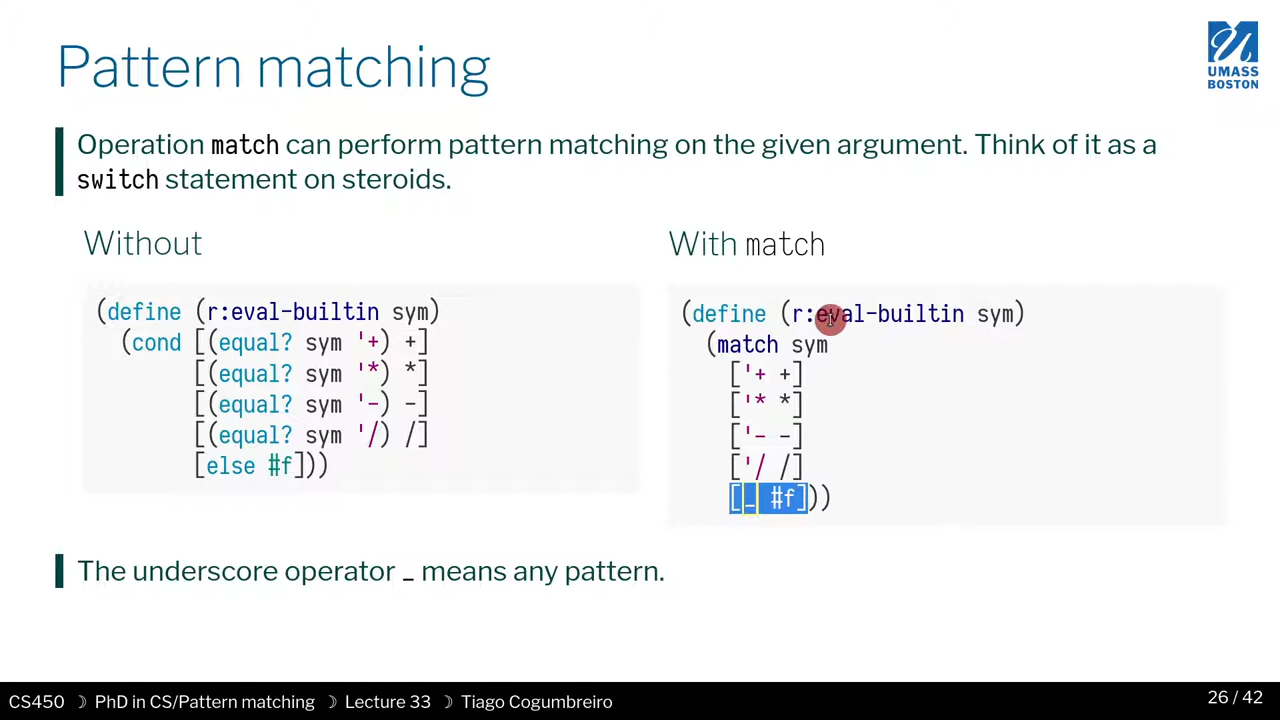 Pattern matching
UMASS
BOSTON
Operation match can perform pattern matching on the given argument. Think of it as a
switch statement on steroids.
Without
(define (r:eval-builtin sym)
(cond [(equal? sym '+) +]
[(equal? sym '*) *]
[(equal? sym '-) -]
[(equal? sym '/) /]
[else #f]))
With match
(define (r:eval-builtin sym)
(match sym
['+ +]
['* *]
['- -]
['/ /]
[_ #f]))
The underscore operator _ means any pattern.
CS450 ☽ PhD in CS/Pattern matching ☽ Lecture 33 ☽ Tiago Cogumbreiro
26 / 42